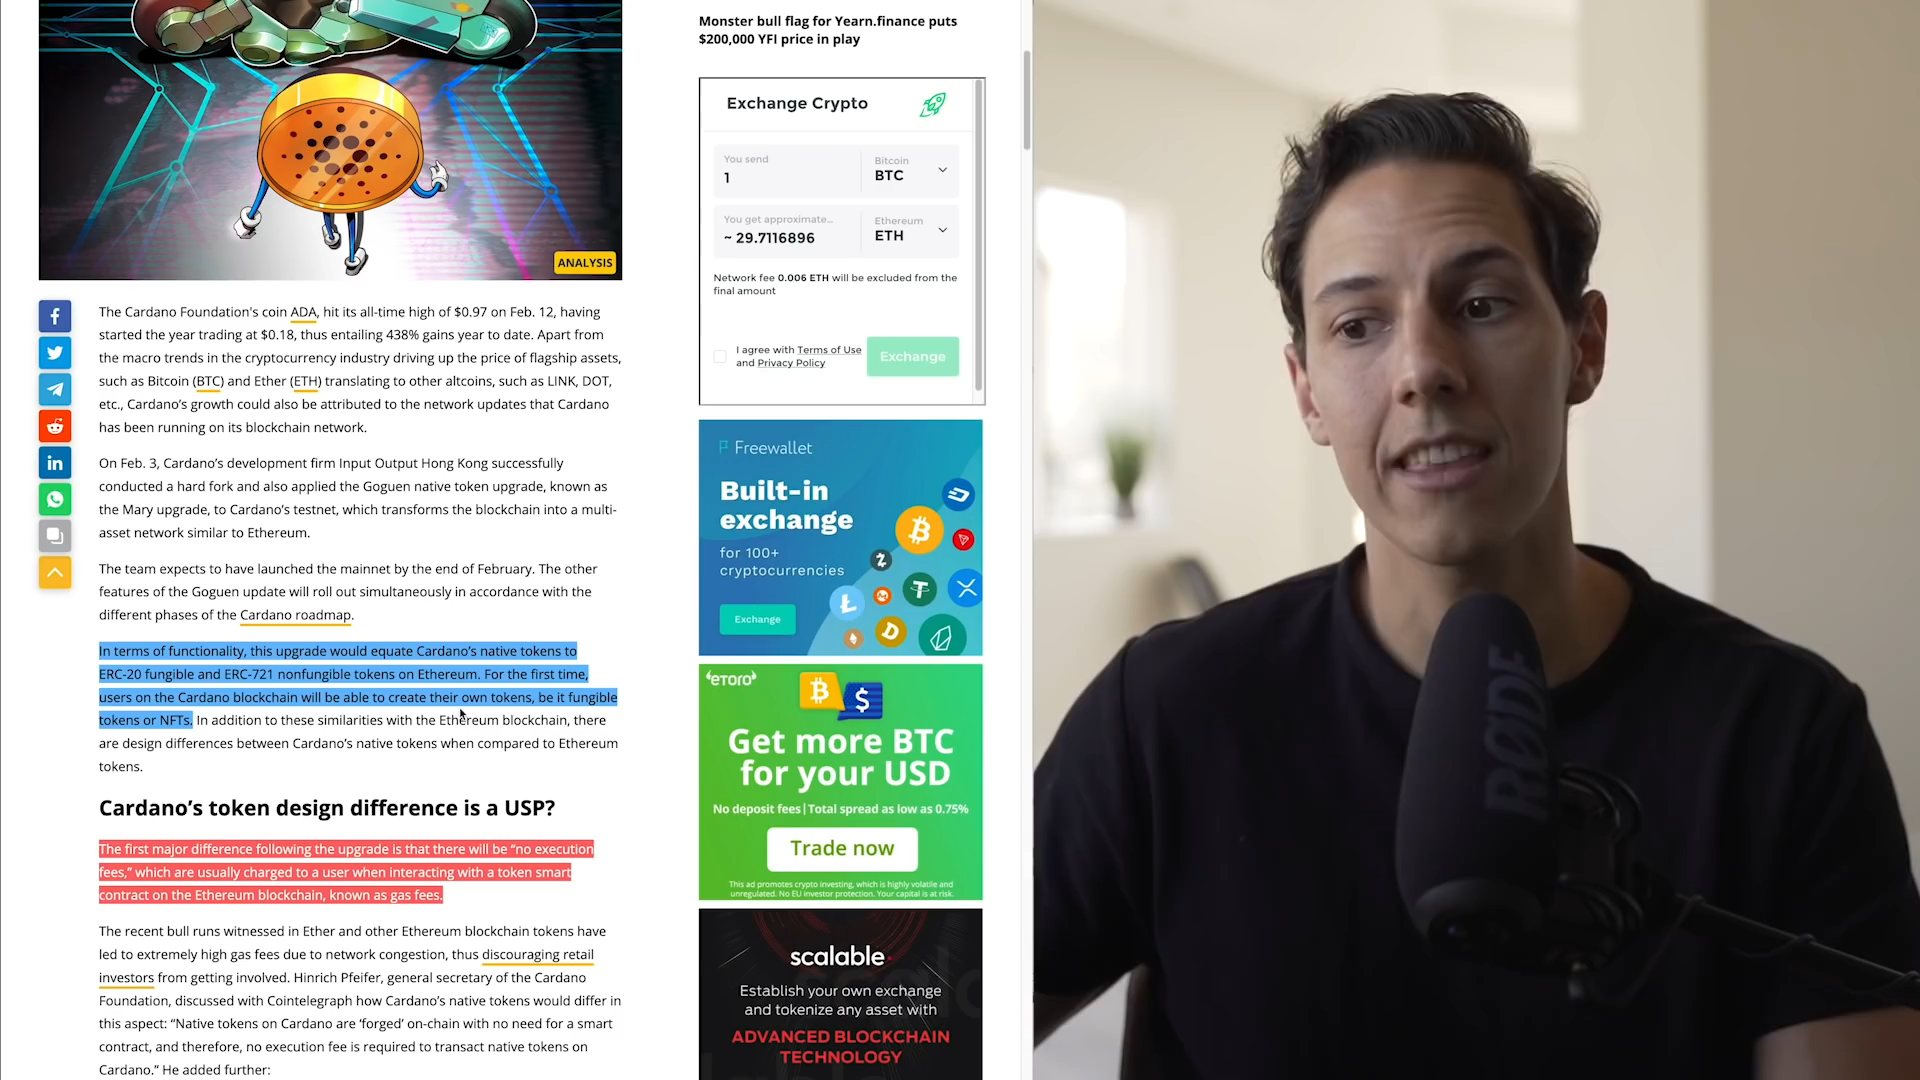 ANALYSIS
The Cardano Foundation's coin ADA, hit its all-time high of $0.97 on Feb. 12, having
started the year trading at $0.18, thus entailing 438% gains year to date. Apart from
the macro trends in the cryptocurrency industry driving up the price of flagship assets,
such as Bitcoin (BTC) and Ether (ETH) translating to other altcoins, such as LINK, DOT,
etc., Cardano’s growth could also be attributed to the network updates that Cardano
has been running on its blockchain network.
On Feb. 3, Cardano’s development firm Input Output Hong Kong successfully
conducted a hard fork and also applied the Goguen native token upgrade, known as
the Mary upgrade, to Cardano’s testnet, which transforms the blockchain into a multi-
asset network similar to Ethereum.
The team expects to have launched the mainnet by the end of February. The other
features of the Goguen update will roll out simultaneously in accordance with the
different phases of the Cardano roadmap.
In terms of functionality, this upgrade would equate Cardano’s native tokens to
ERC-20 fungible and ERC-721 nonfungible tokens on Ethereum. For the first time,
users on the Cardano blockchain will be able to create their own tokens, be it fungible
tokens or NFTs. In addition to these similarities with the Ethereum blockchain, there
are design differences between Cardano’s native tokens when compared to Ethereum
tokens.
Cardano’s token design difference is a USP?
The first major difference following the upgrade is that there will be “no execution
fees,” which are usually charged to a user when interacting with a token smart
contract on the Ethereum blockchain, known as gas fees.
The recent bull runs witnessed in Ether and other Ethereum blockchain tokens have
led to extremely high gas fees due to network congestion, thus discouraging retail
investors from getting involved. Hinrich Pfeifer, general secretary of the Cardano
Foundation, discussed with Cointelegraph how Cardano’s native tokens would differ in
this aspect: “Native tokens on Cardano are ‘forged’ on-chain with no need for a smart
contract, and therefore, no execution fee is required to transact native tokens on
Cardano.” He added further:
Monster bull flag for Yearn.finance puts
$200,000 YFI price in play
Exchange Crypto
You send
1
Bitcoin
BTC
You get approximate...
~ 29.7116896
Ethereum
ETH
Network fee 0.006 ETH will be excluded from the
final amount
I agree with Terms of Use
and Privacy Policy
Exchange
Freewallet
Built-in
exchange
for 100+
cryptocurrencies
Exchange
eToro
Get more BTC
for your USD
No deposit fees | Total spread as low as 0.75%
Trade now
This ad promotes crypto investing, which is highly volatile and
unregulated. No EU investor protection. Your capital is at risk.
scalable
Establish your own exchange
and tokenize any asset with
ADVANCED BLOCKCHAIN
TECHNOLOGY
RØDE